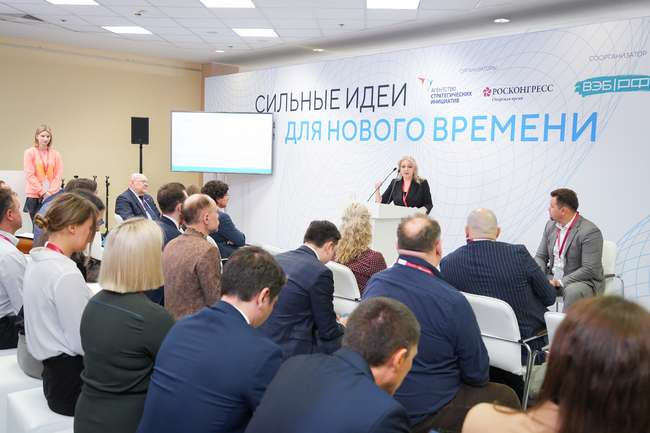 ОРГАНИЗАТОРЫ
СООРГАНИЗАТОР
АГЕНТСТВО
СТРАТЕГИЧЕСКИХ
ИНИЦИАТИВ
РОСКОНГРЕСС
ВЭБ РФ
СИЛЬНЫЕ ИДЕИ
ДЛЯ НОВОГО ВРЕМЕНИ